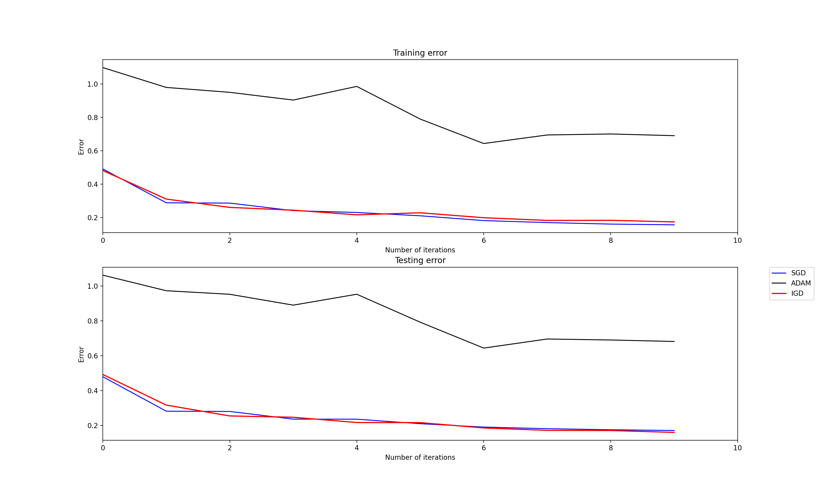 Training error
1.0
0.8
0.6
0.4
0.2
Error
0 2 4 6 8 10
Number of iterations
Testing error
1.0
0.8
0.6
0.4
0.2
Error
0 2 4 6 8 10
Number of iterations
SGD
ADAM
IGD